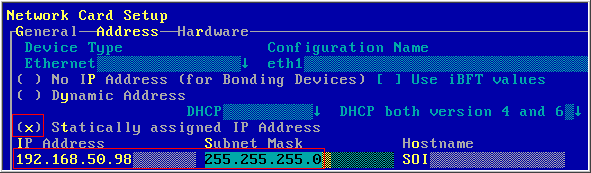 Network Card Setup
General Address Hardware
Device Type Configuration Name
Ethernet↓ eth1
( ) No IP Address (for Bonding Devices) [ ] Use iBFT values
( ) Dynamic Address
DHCP↓ DHCP both version 4 and 6↓
(x) Statically assigned IP Address
IP Address Subnet Mask Hostname
192.168.50.98 255.255.255.0 SOI